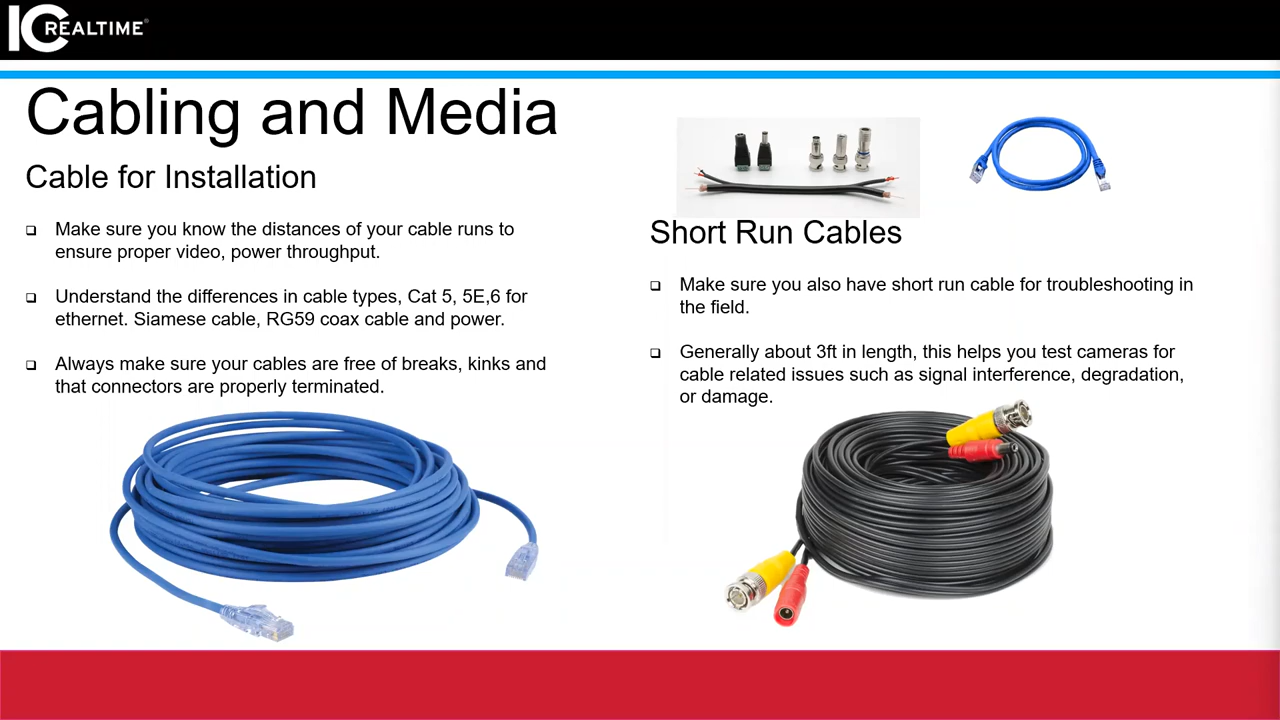 IC REALTIME®
Cabling and Media
Cable for Installation
❑ Make sure you know the distances of your cable runs to
ensure proper video, power throughput.
❑ Understand the differences in cable types, Cat 5, 5E,6 for
ethernet. Siamese cable, RG59 coax cable and power.
❑ Always make sure your cables are free of breaks, kinks and
that connectors are properly terminated.
Short Run Cables
❑ Make sure you also have short run cable for troubleshooting in
the field.
❑ Generally about 3ft in length, this helps you test cameras for
cable related issues such as signal interference, degradation,
or damage.